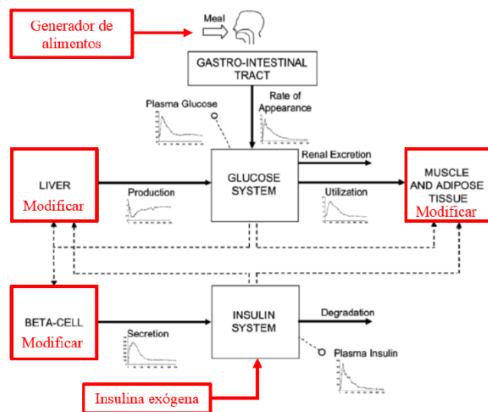 Generador de
alimentos
Meal
GASTRO-INTESTINAL
TRACT
Plasma Glucose
Rate of
Appearance
LIVER
Modificar
Production
GLUCOSE
SYSTEM
Renal Excretion
Utilization
MUSCLE
AND ADIPOSE
TISSUE
Modificar
BETA-CELL
Modificar
Secretion
INSULIN
SYSTEM
Degradation
Plasma Insulin
Insulina exógena